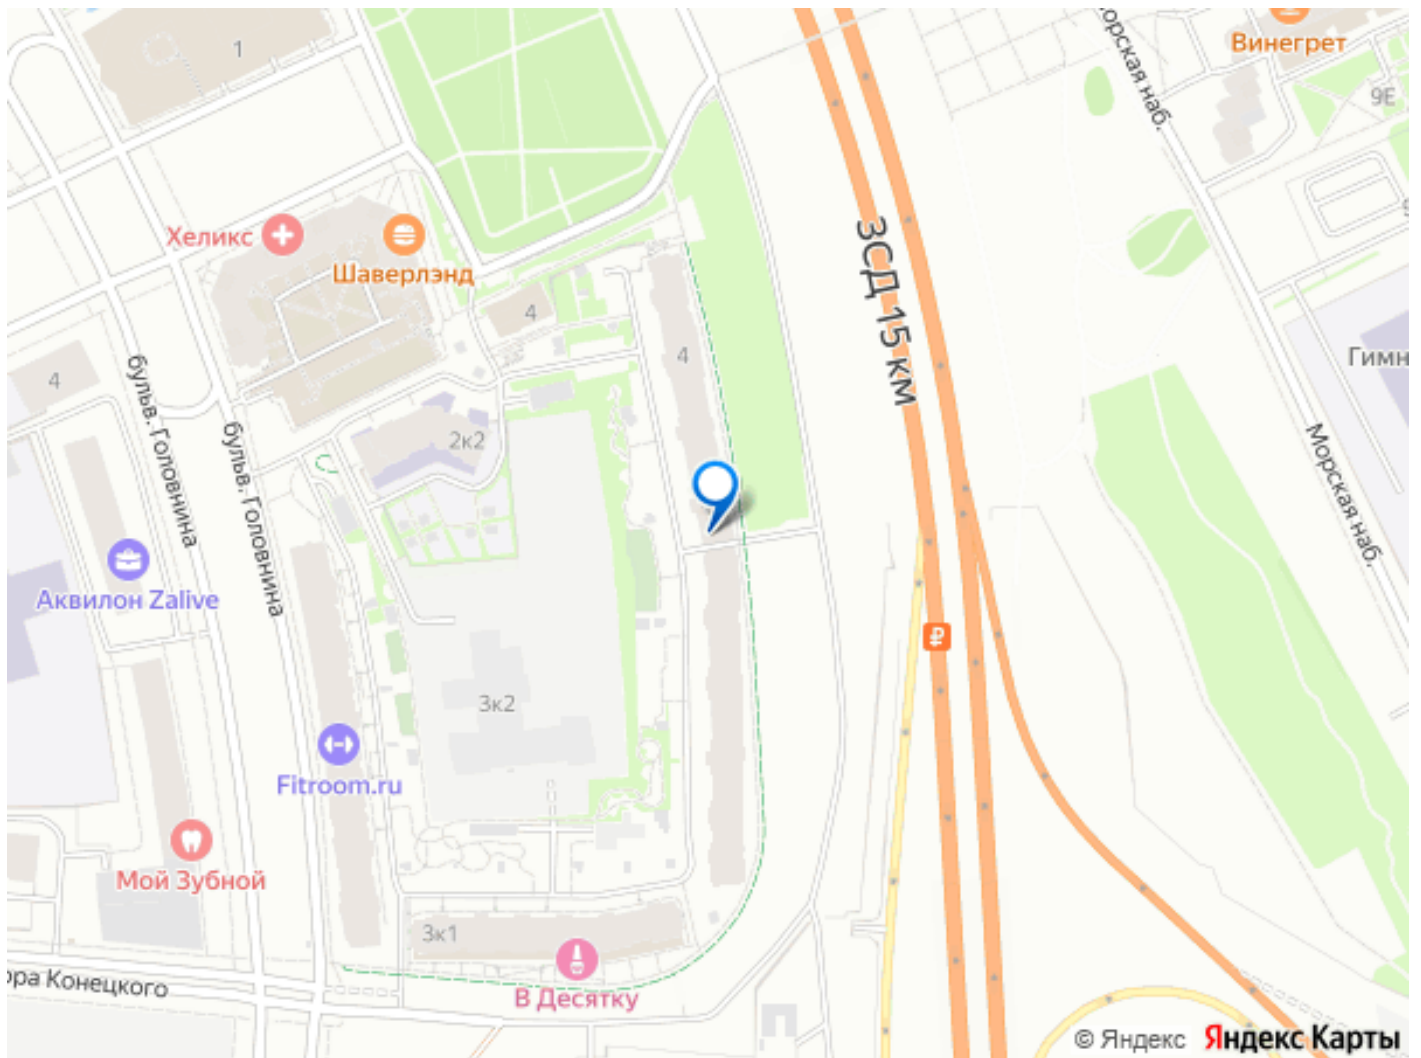 1
орская наб.
Винегрет
9Е
Хеликс
Шаверлэнд
ЗСД 15 км
4
4
4
Гимн
бульв. Головнина
бульв. Головнина
2к2
Морская наб.
Аквилон Zalive
3к2
Fitroom.ru
Мой Зубной
3к1
ора Конецкого
В Десятку
© Яндекс Яндекс Карты